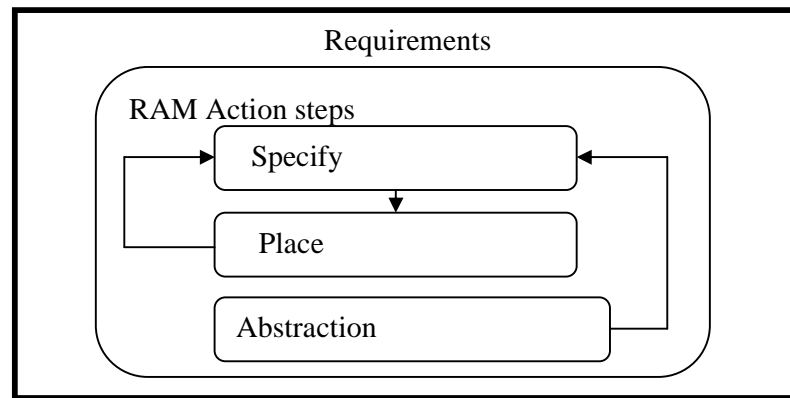 Requirements
RAM Action steps
Specify
Place
Abstraction